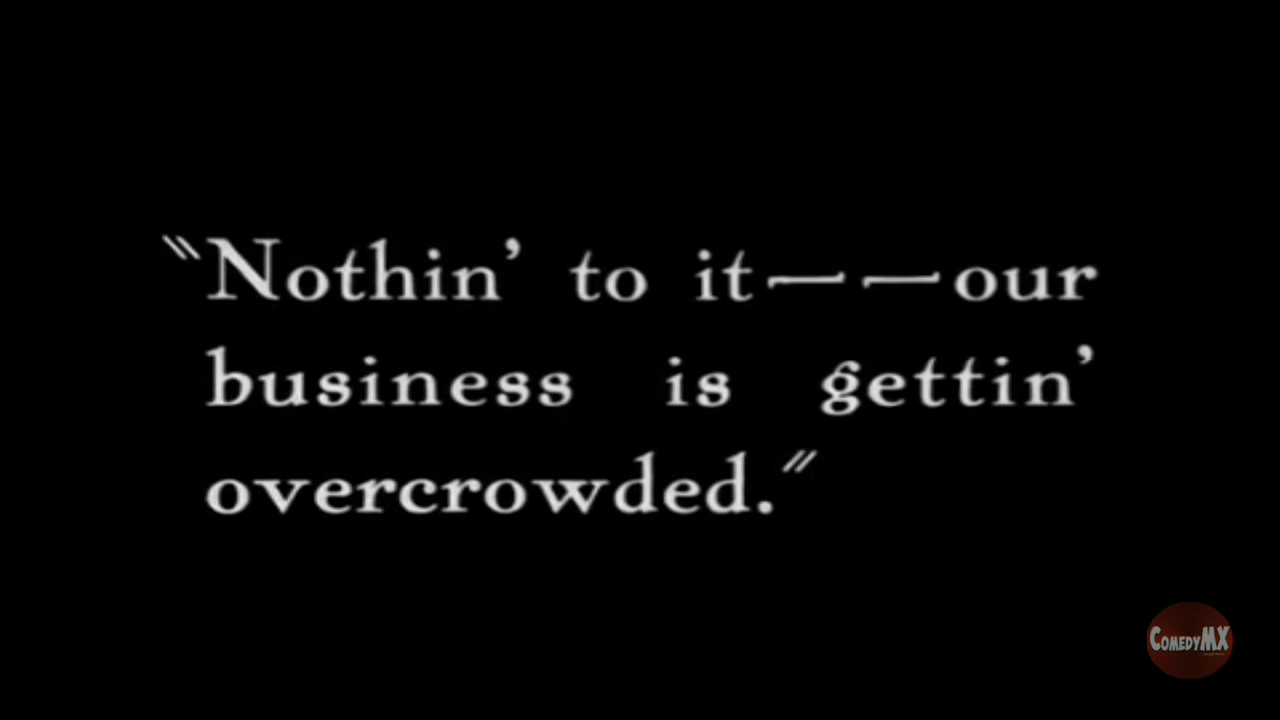 "Nothin' to it——our
business is gettin'
overcrowded."
COMEDYMX